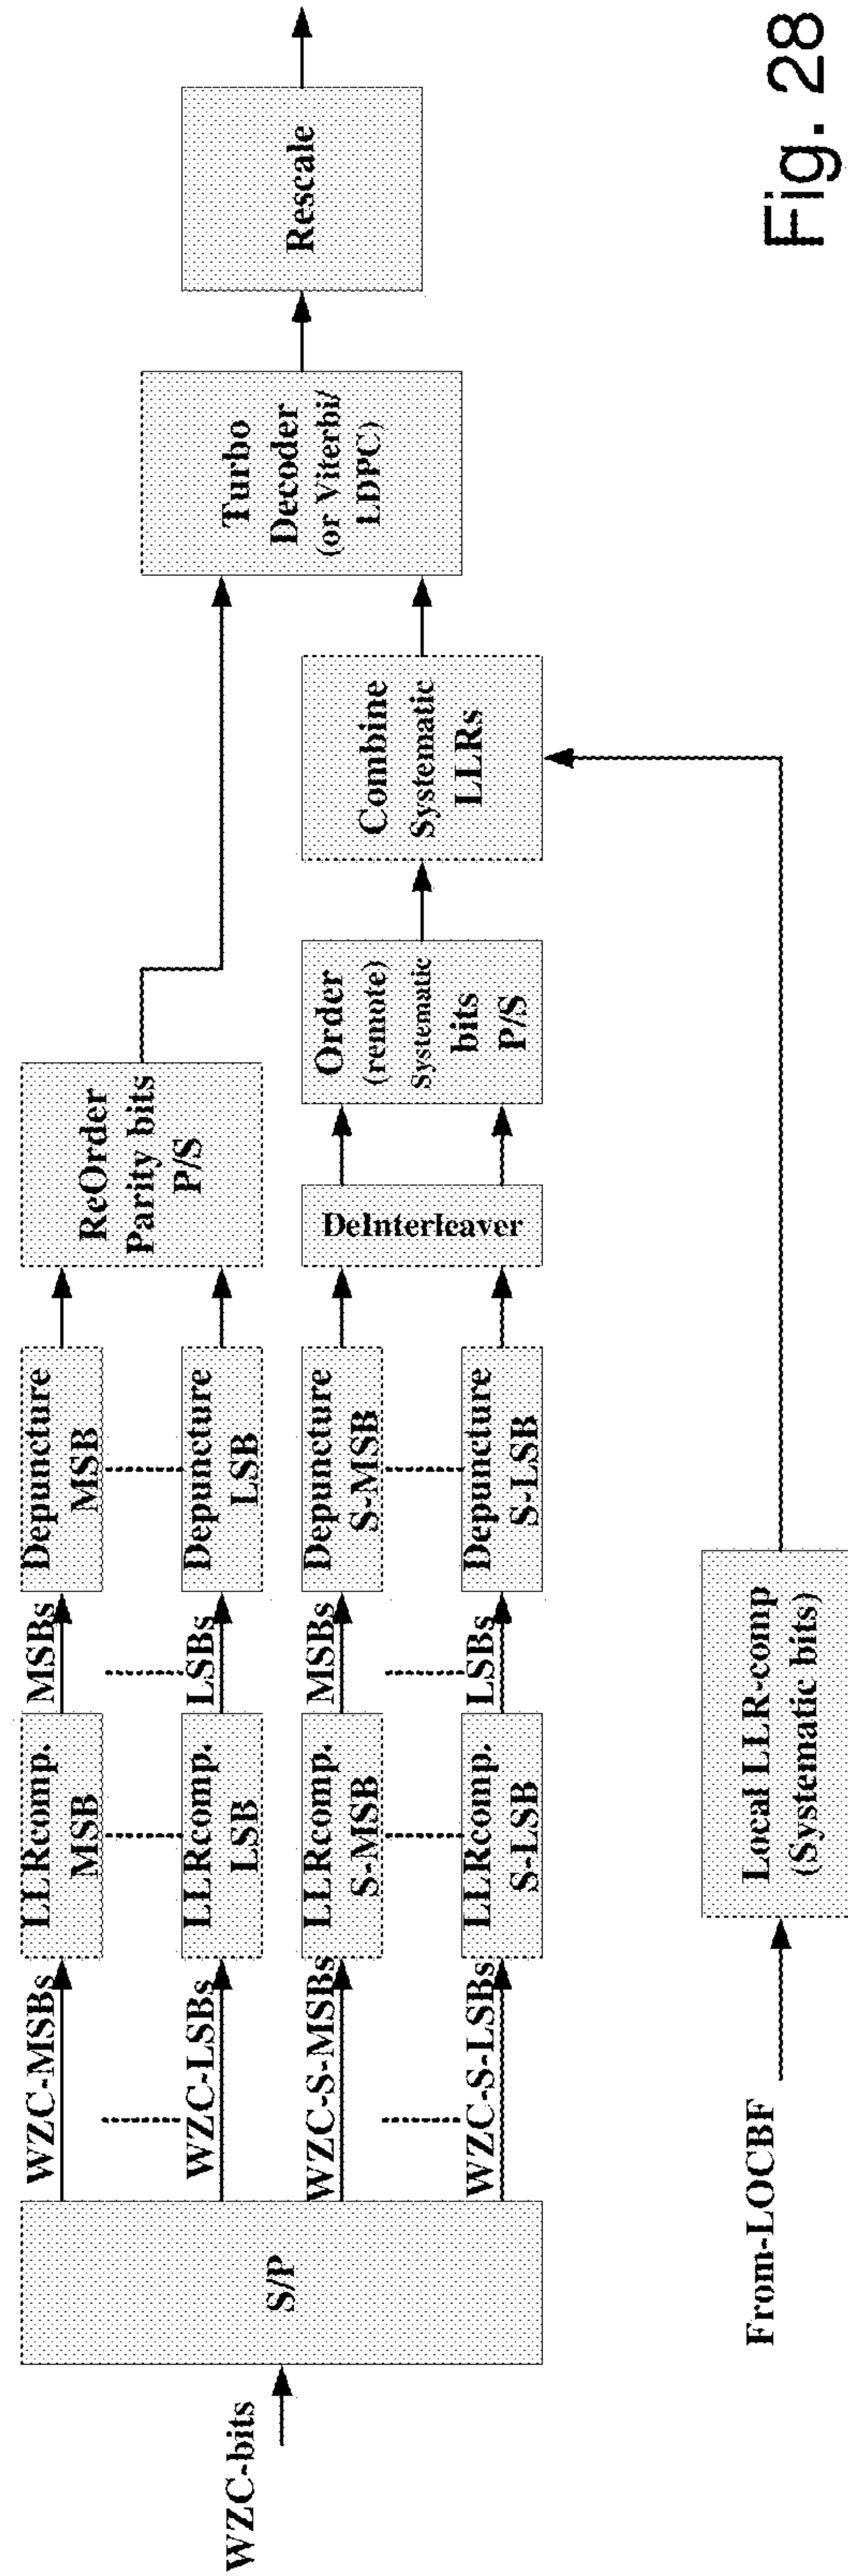 WZC-bits
S/P
WZC-MSBs
WZC-LSBs
WZC-S-MSBs
WZC-S-LSBs
LLRcomp.
MSB
LLRcomp.
LSB
LLRcomp.
S-MSB
LLRcomp.
S-LSB
MSBs
LSBs
MSBs
LSBs
Depuncture
MSB
Depuncture
LSB
Depuncture
S-MSB
Depuncture
S-LSB
ReOrder
Parity bits
P/S
DeInterleaver
Order
(remote)
Systematic
bits
P/S
Combine
Systematic
LLRs
Turbo
Decoder
(or Viterbi/
LDPC)
Rescale
From-LOCBF
Local LLR-comp
(Systematic bits)
Fig. 28